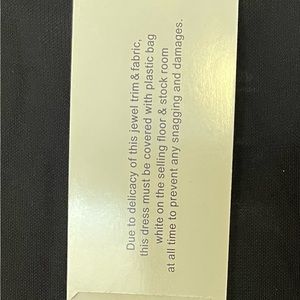 Due to delicacy of this jewel trim & fabric,
this dress must be covered with plastic bag
white on the selling floor & stock room
at all time to prevent any snagging and damages.